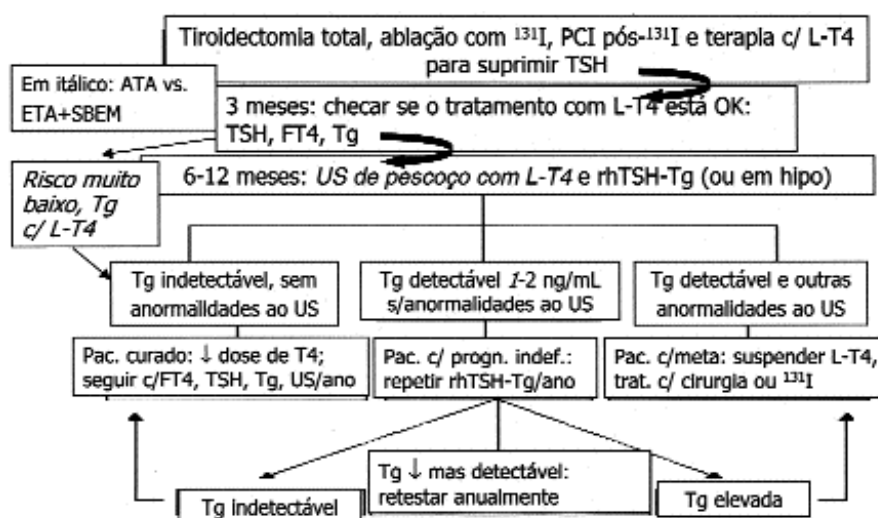 Tiroidectomia total, ablação com ¹³¹I, PCI pós-¹³¹I e terapia c/ L-T4
para suprimir TSH
Em itálico: ATA vs.
ETA+SBEM
3 meses: checar se o tratamento com L-T4 está OK:
TSH, FT4, Tg
Risco muito
baixo, Tg
c/ L-T4
6-12 meses: US de pescoço com L-T4 e rhTSH-Tg (ou em hipo)
Tg indetectável, sem
anormalidades ao US
Tg detectável 1-2 ng/mL
s/anormalidades ao US
Tg detectável e outras
anormalidades ao US
Pac. curado: ↓ dose de T4;
seguir c/FT4, TSH, Tg, US/ano
Pac. c/ progn. indef.:
repetir rhTSH-Tg/ano
Pac. c/meta: suspender L-T4,
trat. c/ cirurgia ou ¹³¹I
Tg indetectável
Tg ↓ mas detectável:
retestar anualmente
Tg elevada